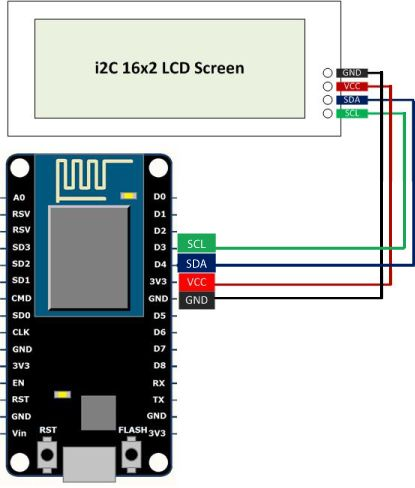 i2C 16x2 LCD Screen
GND
VCC
SDA
SCL
A0 D0
RSV D1
RSV D2
SD3 D3 SCL
SD2 D4 SDA
SD1 3V3 VCC
CMD GND GND
SD0 D5
CLK D6
GND D7
3V3 D8
EN RX
RST TX
GND GND
Vin RST FLASH 3V3